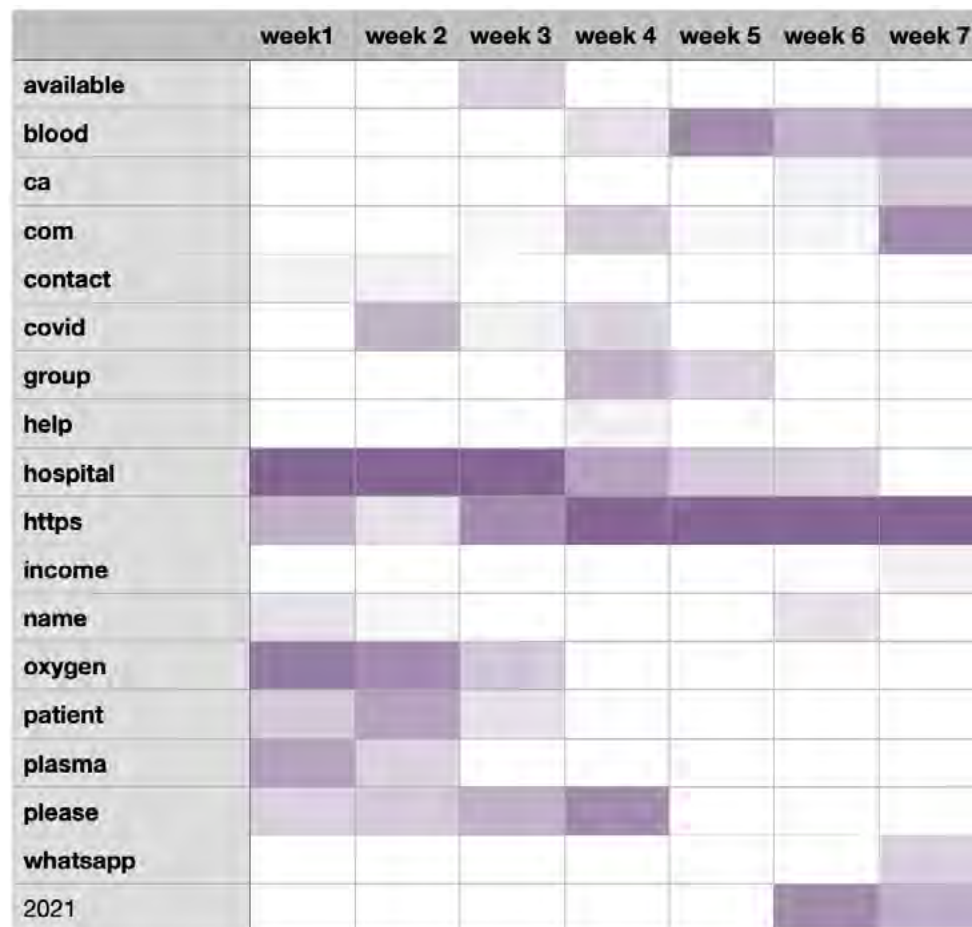 week1 week 2 week 3 week 4 week 5 week 6 week 7
available
blood
ca
com
contact
covid
group
help
hospital
https
income
name
oxygen
patient
plasma
please
whatsapp
2021